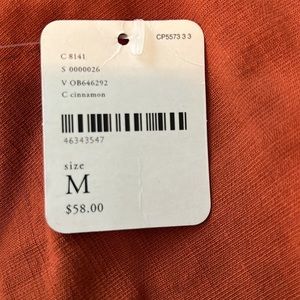 CP5573 3 3
C 8141
S 0000026
V OB646292
C cinnamon
46343547
size
M
$58.00